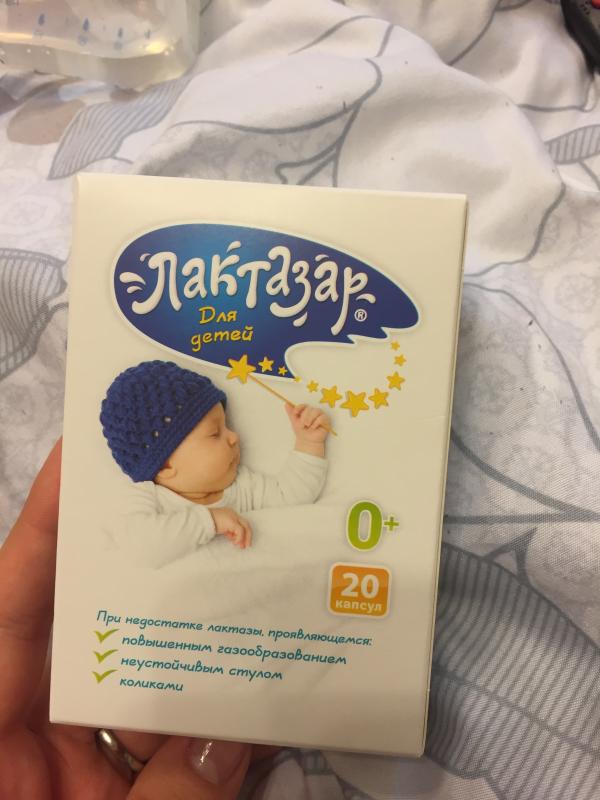 Лактазар®
Для
детей
0+
20
капсул
При недостатке лактазы, проявляющемся:
повышенным газообразованием
неустойчивым стулом
коликами